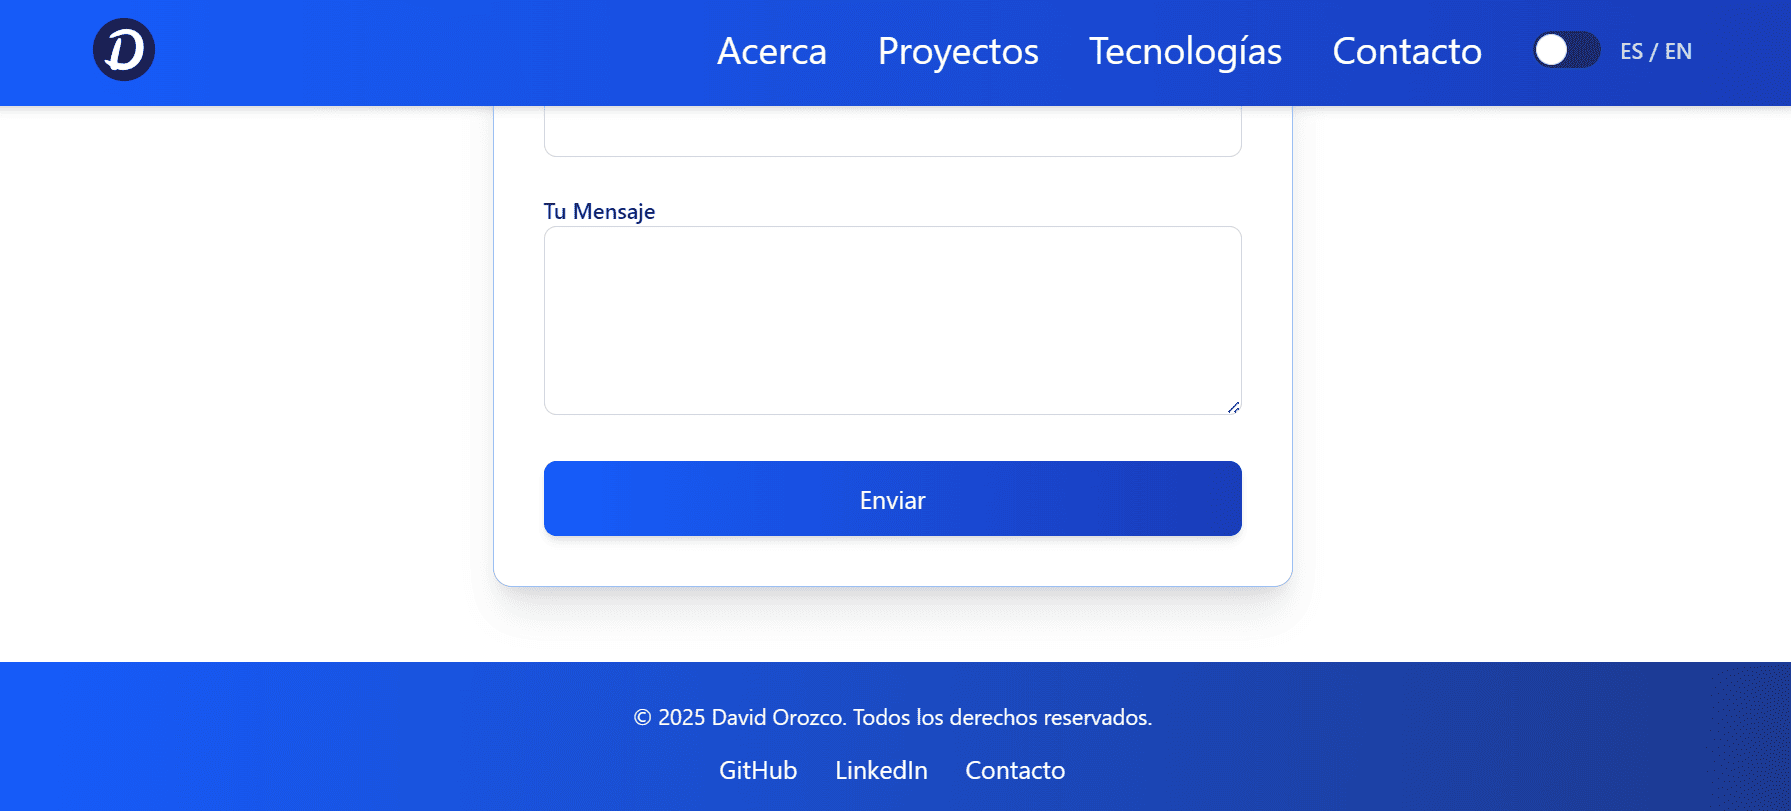 D
Acerca Proyectos Tecnologías Contacto ES / EN
Tu Mensaje
Enviar
© 2025 David Orozco. Todos los derechos reservados.
GitHub LinkedIn Contacto